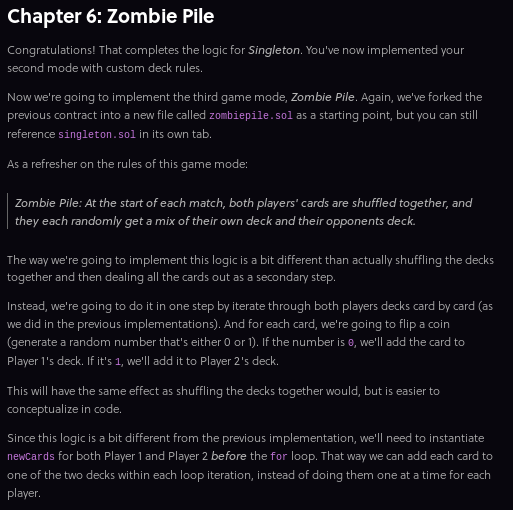 Chapter 6: Zombie Pile
Congratulations! That completes the logic for Singleton. You've now implemented your
second mode with custom deck rules.
Now we're going to implement the third game mode, Zombie Pile. Again, we've forked the
previous contract into a new file called zombiepile.sol as a starting point, but you can still
reference singleton.sol in its own tab.
As a refresher on the rules of this game mode:
Zombie Pile: At the start of each match, both players' cards are shuffled together, and
they each randomly get a mix of their own deck and their opponents deck.
The way we're going to implement this logic is a bit different than actually shuffling the decks
together and then dealing all the cards out as a secondary step.
Instead, we're going to do it in one step by iterate through both players decks card by card (as
we did in the previous implementations). And for each card, we're going to flip a coin
(generate a random number that's either 0 or 1). If the number is 0, we'll add the card to
Player 1's deck. If it's 1, we'll add it to Player 2's deck.
This will have the same effect as shuffling the decks together would, but is easier to
conceptualize in code.
Since this logic is a bit different from the previous implementation, we'll need to instantiate
newCards for both Player 1 and Player 2 before the for loop. That way we can add each card to
one of the two decks within each loop iteration, instead of doing them one at a time for each
player.